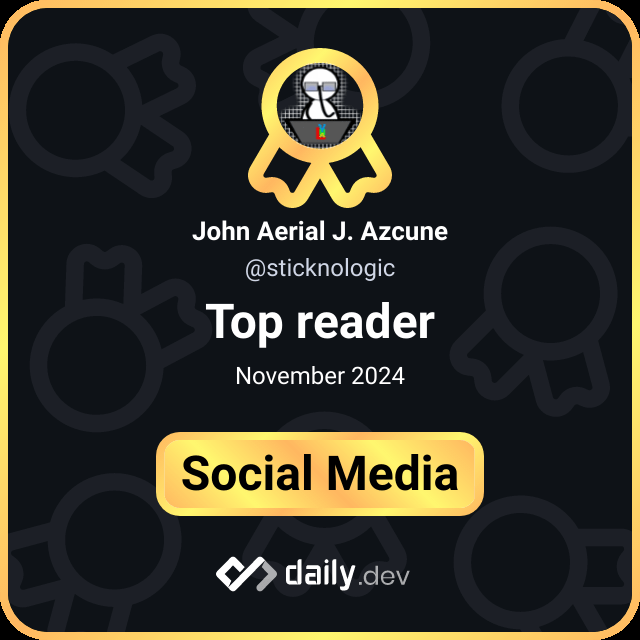 John Aerial J. Azcune
@sticknologic
Top reader
November 2024
Social Media
daily.dev